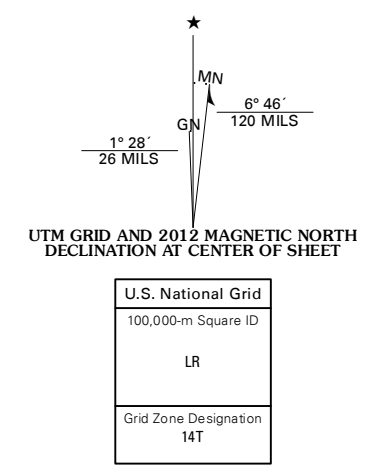 ★
MN
6° 46´
120 MILS
GN
1° 28´
26 MILS
UTM GRID AND 2012 MAGNETIC NORTH
DECLINATION AT CENTER OF SHEET
U.S. National Grid
100,000-m Square ID
LR
Grid Zone Designation
14T